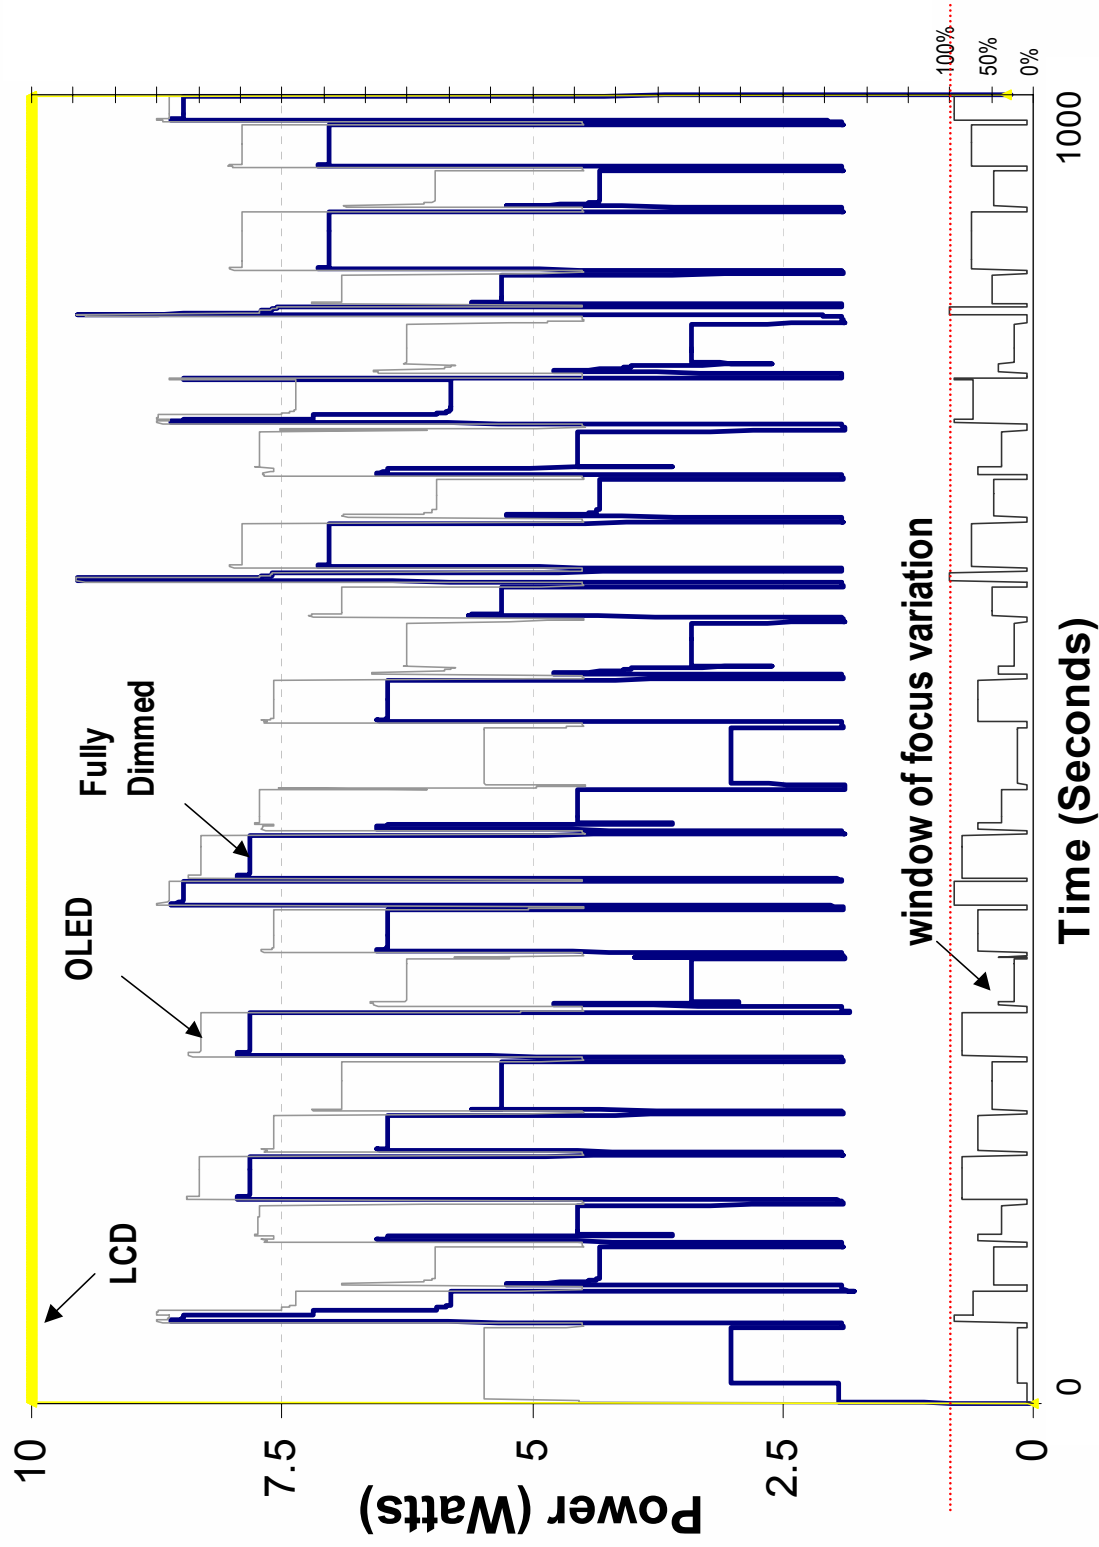 Power (Watts)
10
7.5
5
2.5
0
LCD
OLED
Fully
Dimmed
window of focus variation
100%
50%
0%
0
1000
Time (Seconds)